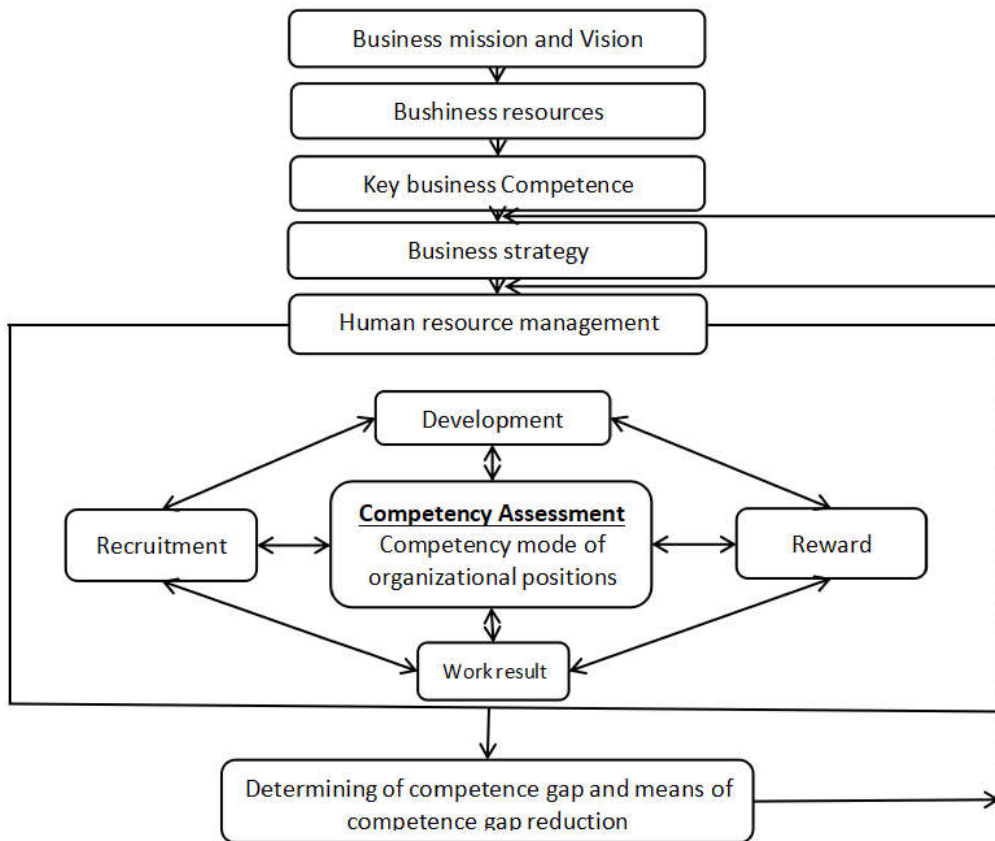 Business mission and Vision
Bushiness resources
Key business Competence
Business strategy
Human resource management
Development
Competency Assessment
Competency mode of
organizational positions
Recruitment
Reward
Work result
Determining of competence gap and means of
competence gap reduction